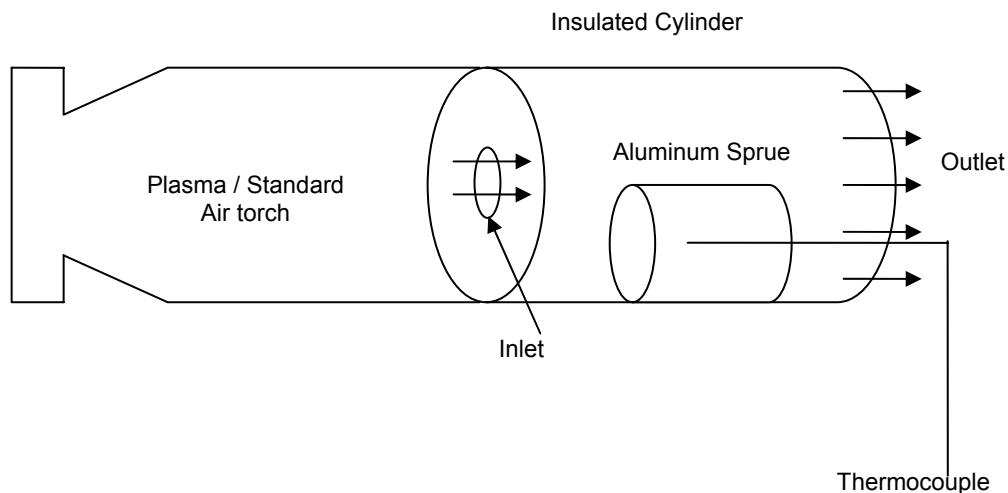 Insulated Cylinder
Aluminum Sprue
Outlet
Plasma / Standard
Air torch
Inlet
Thermocouple